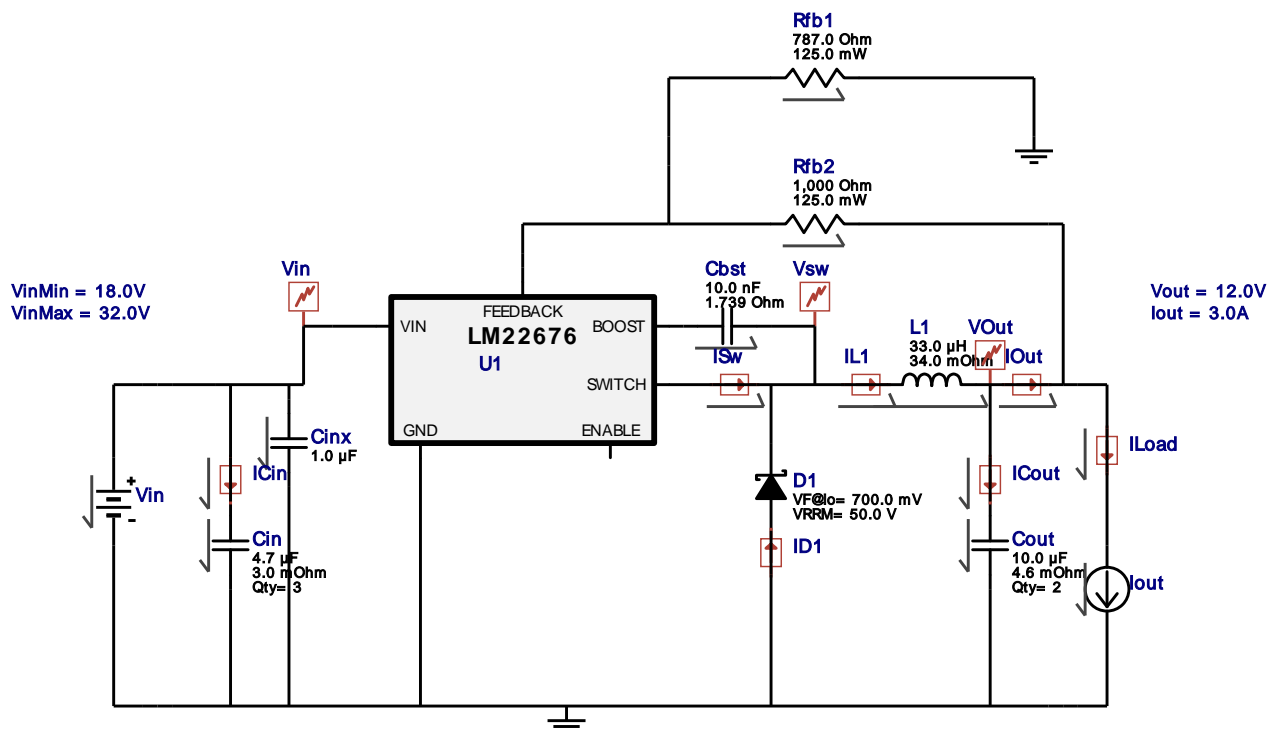 Rfb1
787.0 Ohm
125.0 mW
Rfb2
1,000 Ohm
125.0 mW
VinMin = 18.0V
VinMax = 32.0V
Vin
Cbst
10.0 nF
1.739 Ohm
Vsw
Vout = 12.0V
Iout = 3.0A
FEEDBACK
VIN
LM22676
BOOST
U1
SWITCH
GND
ENABLE
ISw
IL1
L1
33.0 µH
34.0 mOhm
VOut
IOut
Cinx
1.0 µF
ICin
+
Vin
-
Cin
4.7 µF
3.0 mOhm
Qty= 3
D1
VF@Io= 700.0 mV
VRRM= 50.0 V
ID1
ICout
Cout
10.0 µF
4.6 mOhm
Qty= 2
ILoad
Iout